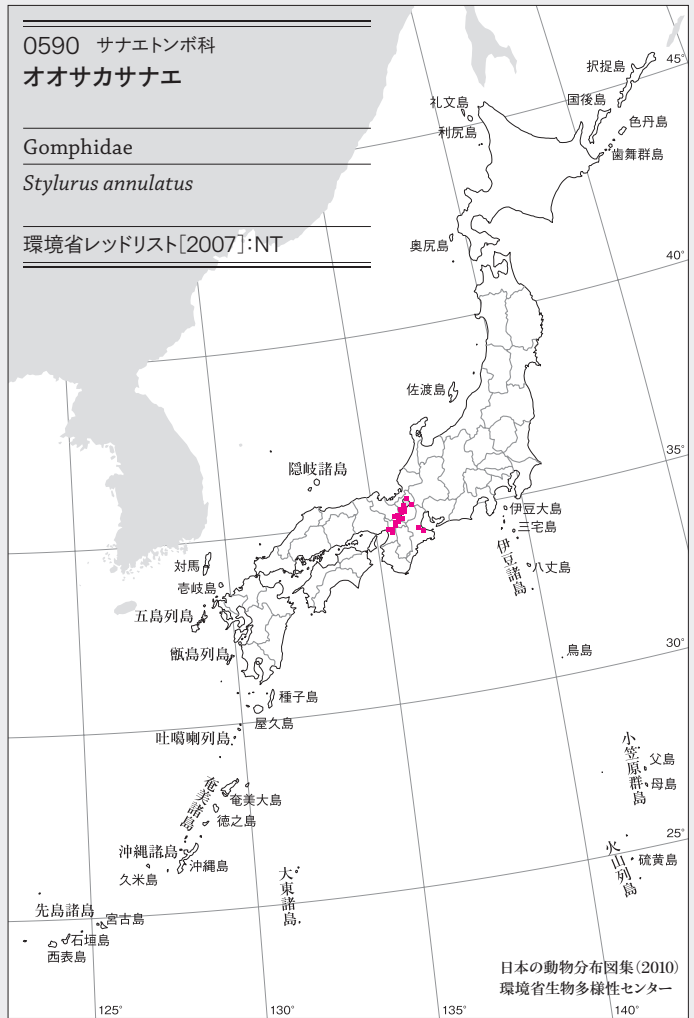 0590 サナエトンボ科
オオサカサナエ
Gomphidae
Stylurus annulatus
環境省レッドリスト[2007]:NT
45°
択捉島
国後島
礼文島
色丹島
利尻島
歯舞群島
奥尻島
40°
佐渡島
35°
隠岐諸島
伊豆大島
三宅島
伊豆諸島
八丈島
対馬
壱岐島
五島列島
甑島列島
鳥島
30°
種子島
屋久島
吐噶喇列島
小笠原群島
父島
母島
奄美諸島
奄美大島
徳之島
25°
沖縄諸島
沖縄島
久米島
火山列島
硫黄島
大東諸島
先島諸島
宮古島
石垣島
西表島
日本の動物分布図集(2010)
環境省生物多様性センター
125°
130°
135°
140°